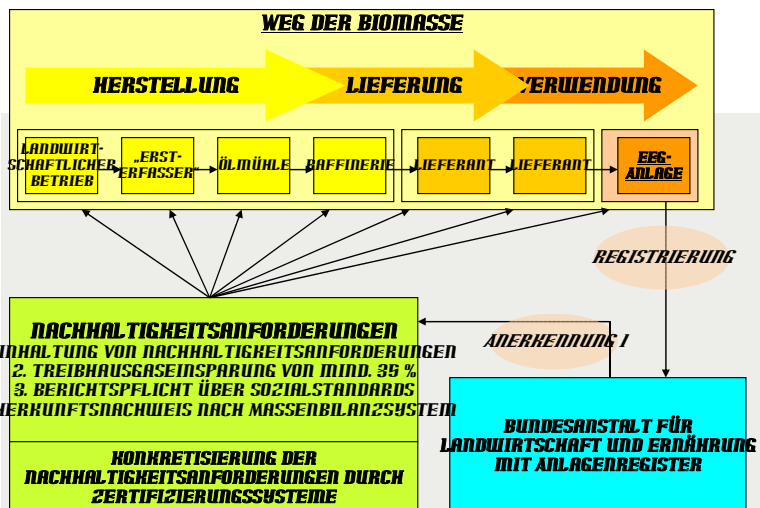 WEG DER BIOMASSE
HERSTELLUNG
LIEFERUNG
VERWENDUNG
LANDWIRT-
SCHAFTLICHER
BETRIEB
„ERST-
ERFASSER“
ÖLMÜHLE
RAFFINERIE
LIEFERANT
LIEFERANT
EEG-
ANLAGE
REGISTRIERUNG
ANERKENNUNG I
NACHHALTIGKEITSANFORDERUNGEN
INHALTUNG VON NACHHALTIGKEITSANFORDERUNGEN
2. TREIBHAUSGASEINSPARUNG VON MIND. 35 %
3. BERICHTSPFLICHT ÜBER SOZIALSTANDARDS
HERKUNFTSNACHWEIS NACH MASSENBILANZSYSTEM
KONKRETISIERUNG DER
NACHHALTIGKEITSANFORDERUNGEN DURCH
ZERTIFIZIERUNGSSYSTEME
BUNDESANSTALT FÜR
LANDWIRTSCHAFT UND ERNÄHRUNG
MIT ANLAGENREGISTER